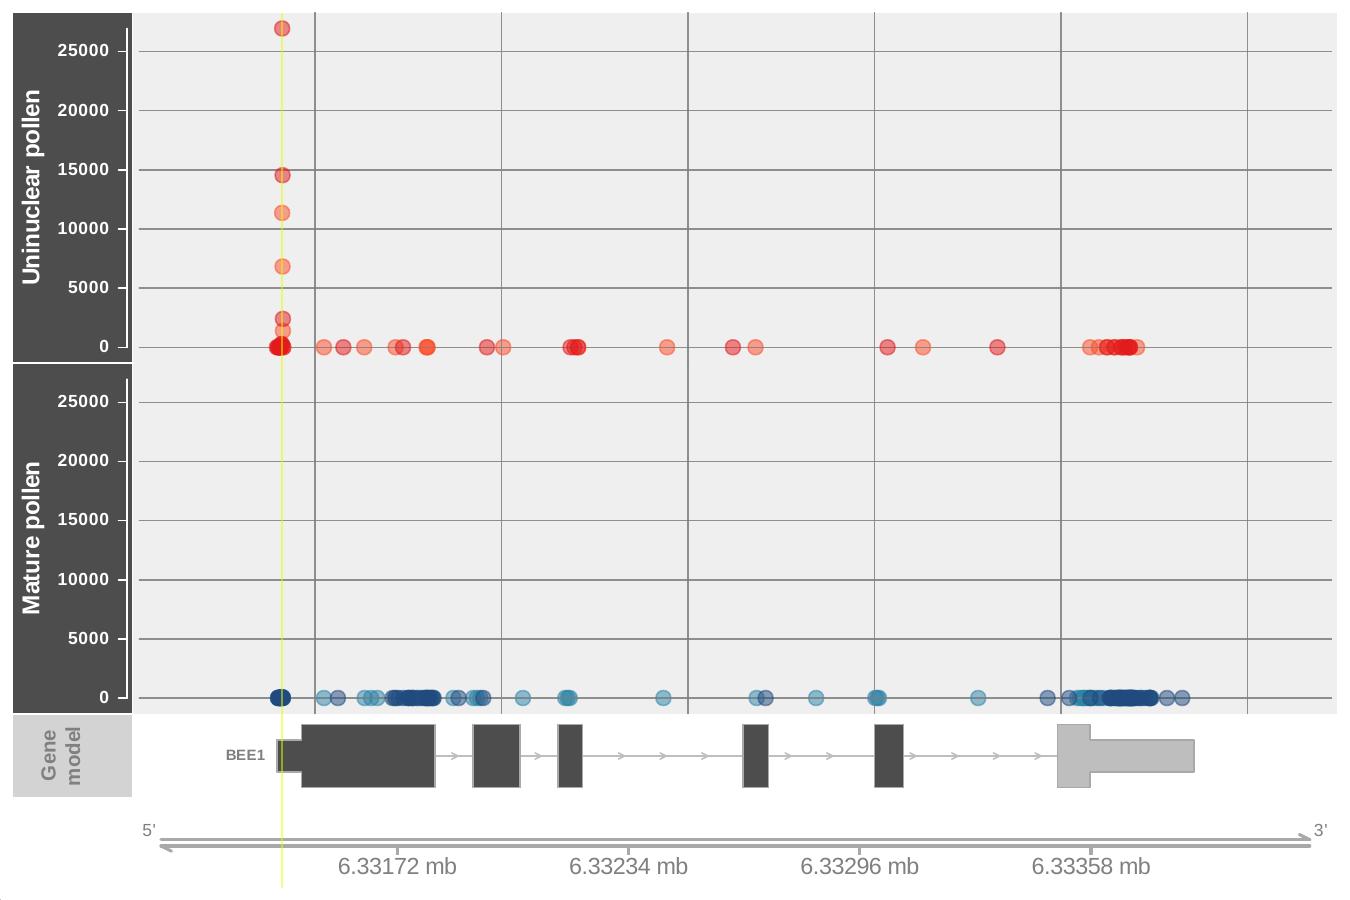 Uninuclear pollen
25000
20000
15000
10000
5000
0
Mature pollen
25000
20000
15000
10000
5000
0
Gene
model
BEE1
5'
3'
6.33172 mb
6.33234 mb
6.33296 mb
6.33358 mb